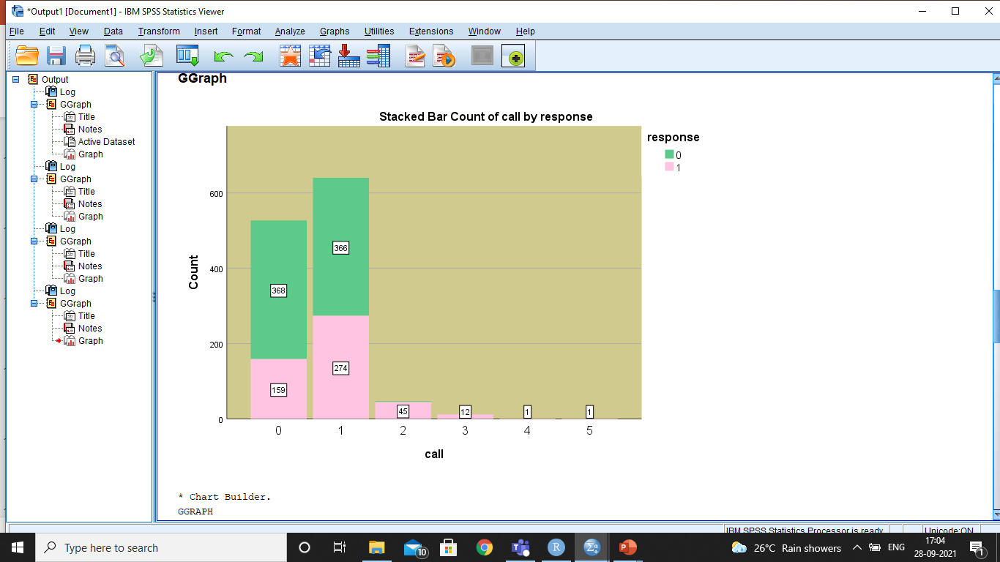 *Output1 [Document1] - IBM SPSS Statistics Viewer
File Edit View Data Transform Insert Format Analyze Graphs Utilities Extensions Window Help
Output
Log
GGraph
Title
Notes
Active Dataset
Graph
Log
GGraph
Title
Notes
Graph
Log
GGraph
Title
Notes
Graph
Log
GGraph
Title
Notes
Graph
GGraph
Stacked Bar Count of call by response
response
0
1
600
400
200
0
Count
368
159
366
274
45
12
1
1
0 1 2 3 4 5
call
* Chart Builder.
GGRAPH
IBM SPSS Statistics Processor is ready
Unicode:ON
Type here to search
10
26°C Rain showers
ENG
17:04
28-09-2021
1